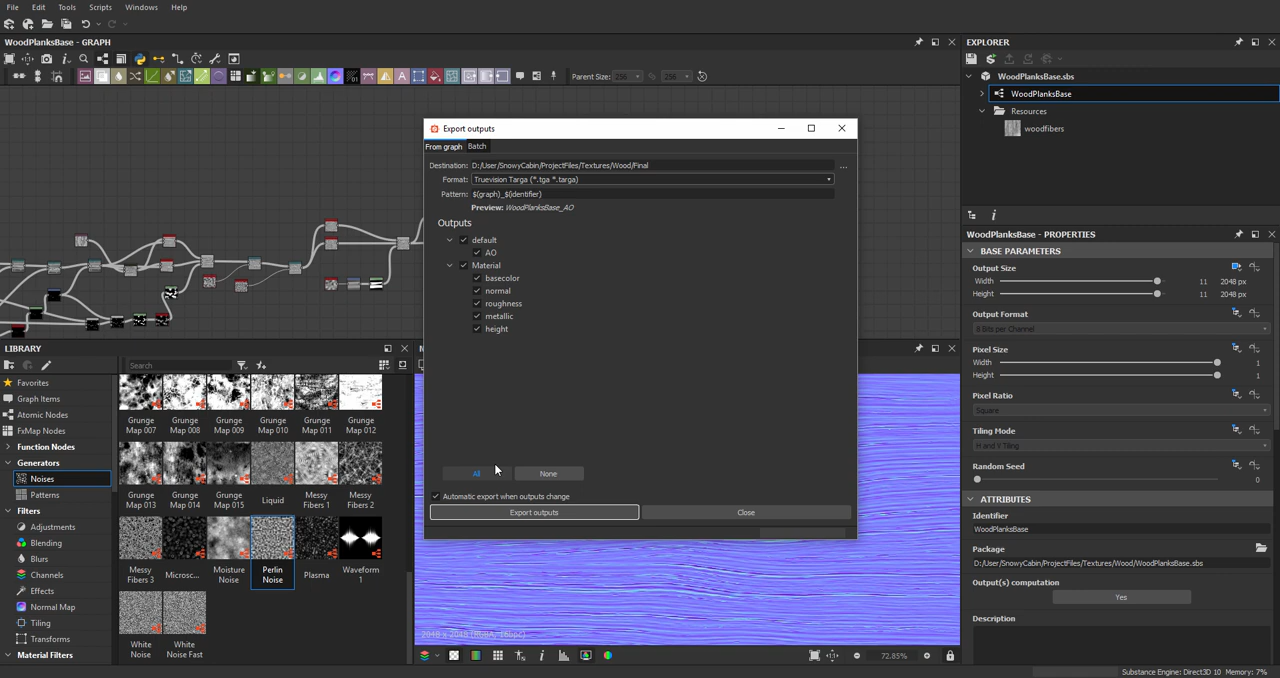 File Edit Tools Scripts Windows Help
WoodPlanksBase - GRAPH
Parent Size: 256 256
Export outputs
From graph Batch
Destination: D:/User/SnowyCabin/ProjectFiles/Textures/Wood/Final ...
Format: Truevision Targa (*.tga *.targa)
Pattern: $(graph)_$(identifier)
Preview: WoodPlanksBase_AO
Outputs
default
AO
Material
basecolor
normal
roughness
metallic
height
All None
Automatic export when outputs change
Export outputs Close
LIBRARY
Search
Favorites
Graph Items
Atomic Nodes
FxMap Nodes
Function Nodes
Generators
Noises
Patterns
Filters
Adjustments
Blending
Blurs
Channels
Effects
Normal Map
Tiling
Transforms
Material Filters
Grunge Map 007
Grunge Map 008
Grunge Map 009
Grunge Map 010
Grunge Map 011
Grunge Map 012
Grunge Map 013
Grunge Map 014
Grunge Map 015
Liquid
Messy Fibers 1
Messy Fibers 2
Messy Fibers 3
Microsc...
Moisture Noise
Perlin Noise
Plasma
Waveform 1
White Noise
White Noise Fast
2048 x 2048 (RGBA, 16bpc)
72.85%
EXPLORER
WoodPlanksBase.sbs
WoodPlanksBase
Resources
woodfibers
WoodPlanksBase - PROPERTIES
BASE PARAMETERS
Output Size
Width 11 2048 px
Height 11 2048 px
Output Format
8 Bits per Channel
Pixel Size
Width 1
Height 1
Pixel Ratio
Square
Tiling Mode
H and V Tiling
Random Seed
0
ATTRIBUTES
Identifier
WoodPlanksBase
Package
D:/User/SnowyCabin/ProjectFiles/Textures/Wood/WoodPlanksBase.sbs
Output(s) computation
Yes
Description
Substance Engine: Direct3D 10 Memory: 7%